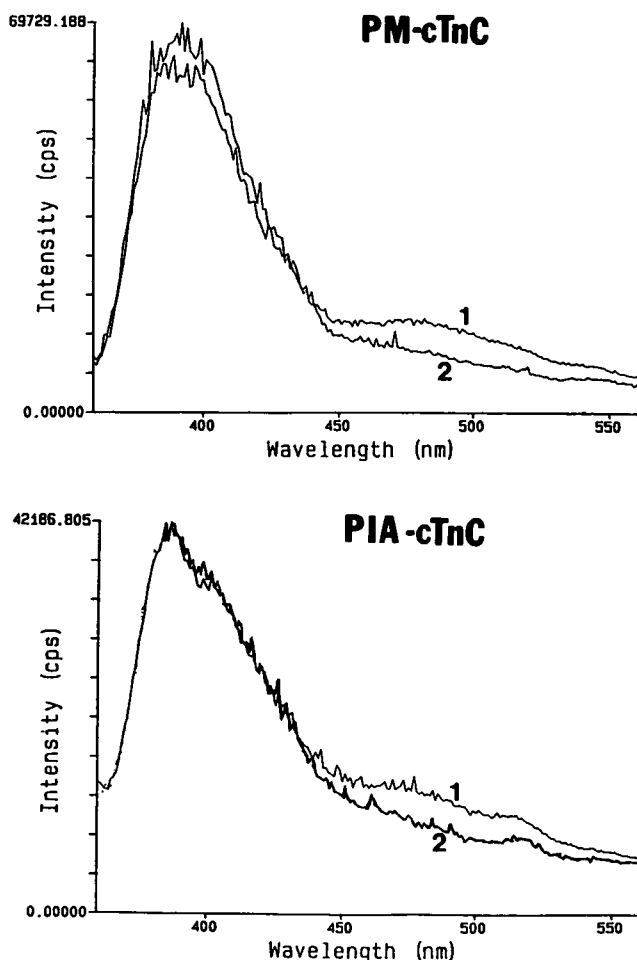 PM-cTnC
69729.188
Intensity (cps)
1
2
0.00000
400
450
500
550
Wavelength (nm)
PIA-cTnC
42186.805
Intensity (cps)
1
2
0.00000
400
450
500
550
Wavelength (nm)